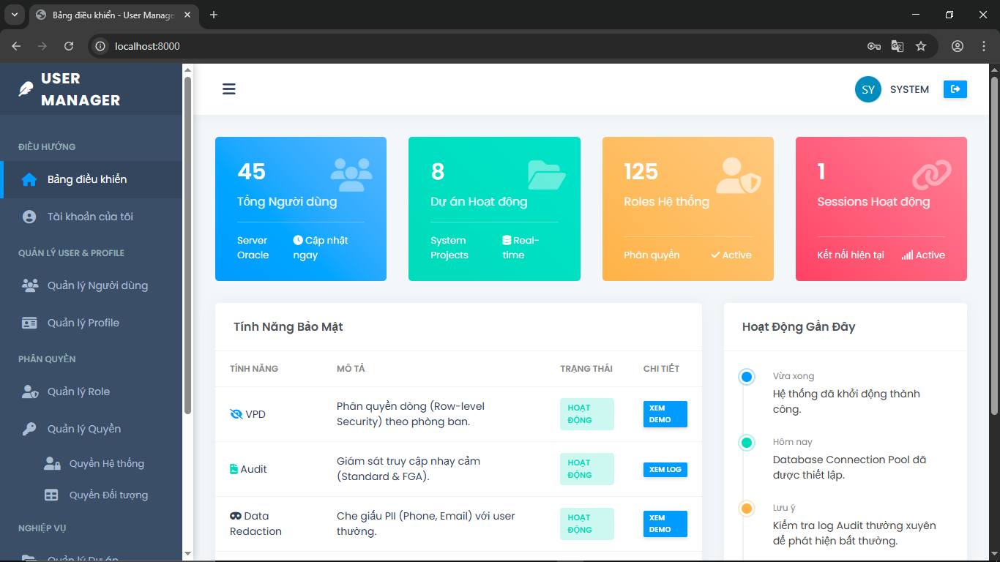 Bảng điều khiển - User Manage
localhost:8000
USER
MANAGER
ĐIỀU HƯỚNG
Bảng điều khiển
Tài khoản của tôi
QUẢN LÝ USER & PROFILE
Quản lý Người dùng
Quản lý Profile
PHÂN QUYỀN
Quản lý Role
Quản lý Quyền
Quyền Hệ thống
Quyền Đối tượng
NGHIỆP VỤ
Quản lý Dự án
SY SYSTEM
45
Tổng Người dùng
Server
Oracle
Cập nhật
ngay
8
Dự án Hoạt động
System
Projects
Real-
time
125
Roles Hệ thống
Phân quyền
Active
1
Sessions Hoạt động
Kết nối hiện tại
Active
Tính Năng Bảo Mật
TÍNH NĂNG MÔ TẢ TRẠNG THÁI CHI TIẾT
VPD
Phân quyền dòng (Row-level
Security) theo phòng ban.
HOẠT
ĐỘNG
XEM
DEMO
Audit
Giám sát truy cập nhạy cảm
(Standard & FGA).
HOẠT
ĐỘNG
XEM LOG
Data
Redaction
Che giấu PII (Phone, Email) với user
thường.
HOẠT
ĐỘNG
XEM
DEMO
Hoạt Động Gần Đây
Vừa xong
Hệ thống đã khởi động thành
công.
Hôm nay
Database Connection Pool đã
được thiết lập.
Lưu ý
Kiểm tra log Audit thường xuyên
để phát hiện bất thường.